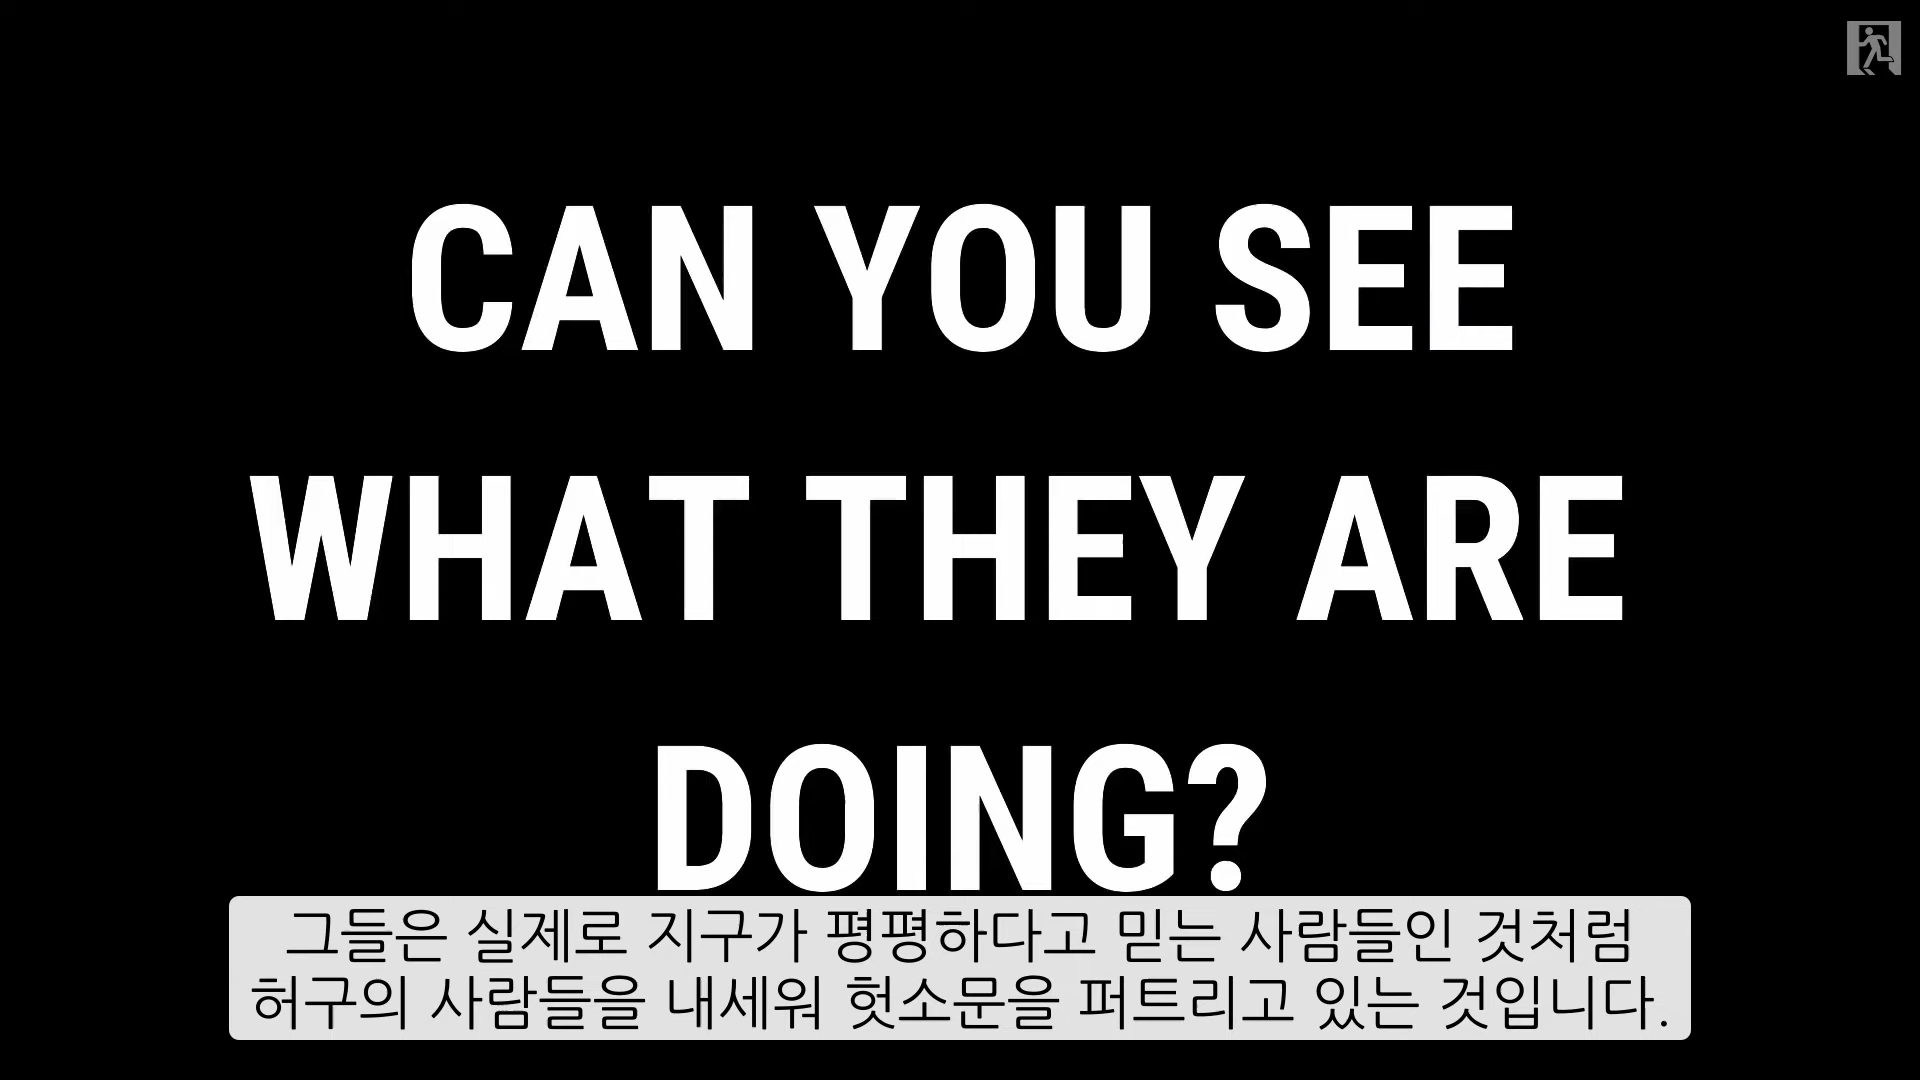 CAN YOU SEE
WHAT THEY ARE
DOING?
그들은 실제로 지구가 평평하다고 믿는 사람들인 것처럼
허구의 사람들을 내세워 헛소문을 퍼트리고 있는 것입니다.